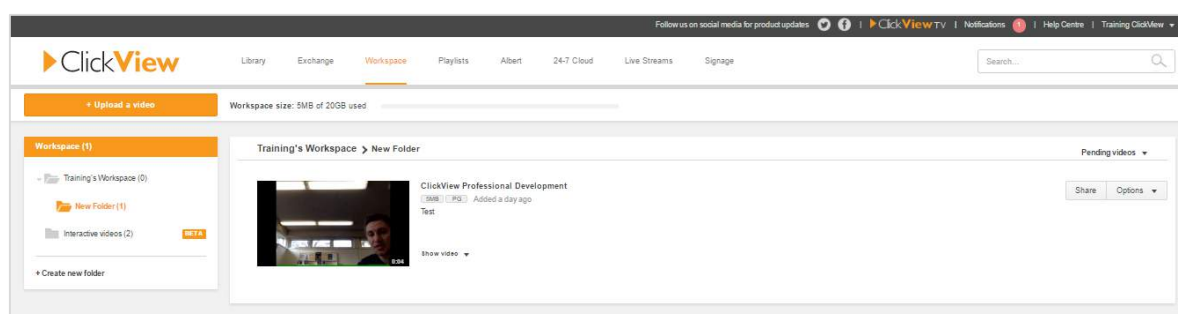 Follow us on social media for product updates | ClickView TV | Notifications 1 | Help Centre | Training ClickView
ClickView Library Exchange Workspace Playlists Albert 24-7 Cloud Live Streams Signage Search...
+ Upload a video Workspace size: 5MB of 20GB used
Workspace (1)
Training's Workspace (0)
New Folder (1)
Interactive videos (2) BETA
+ Create new folder
Training's Workspace > New Folder Pending videos
ClickView Professional Development Share Options
5MB PG Added a day ago
Test
0:04 Show video